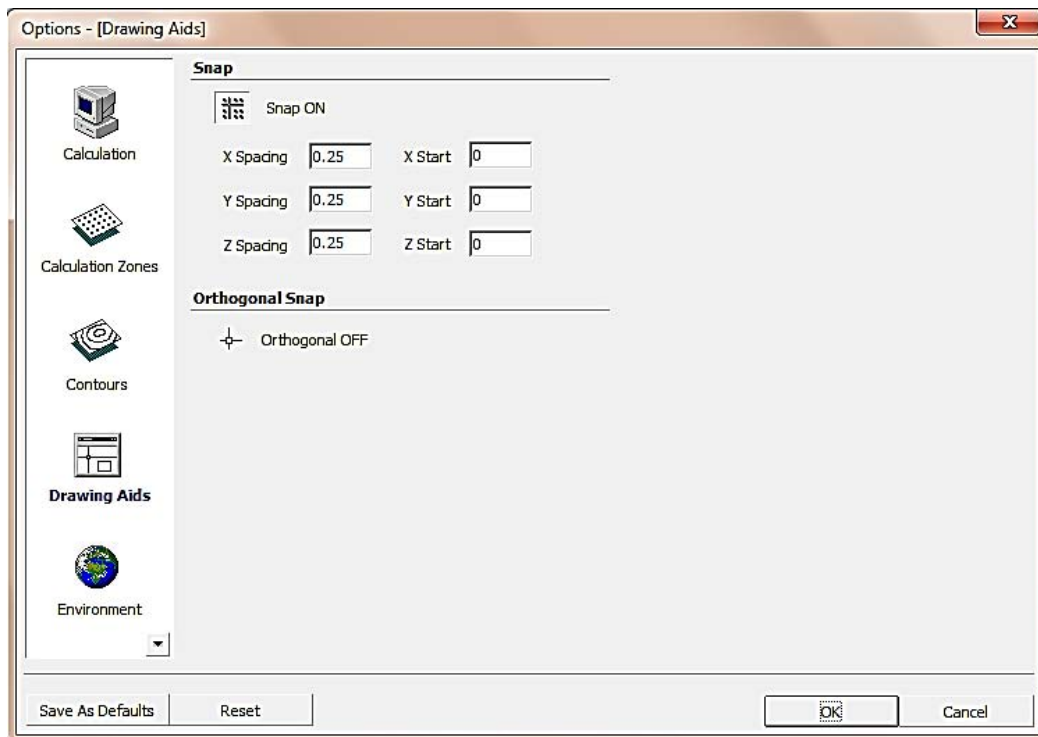 Options - [Drawing Aids]
Calculation
Calculation Zones
Contours
Drawing Aids
Environment
Snap
Snap ON
X Spacing 0.25 X Start 0
Y Spacing 0.25 Y Start 0
Z Spacing 0.25 Z Start 0
Orthogonal Snap
Orthogonal OFF
Save As Defaults Reset OK Cancel